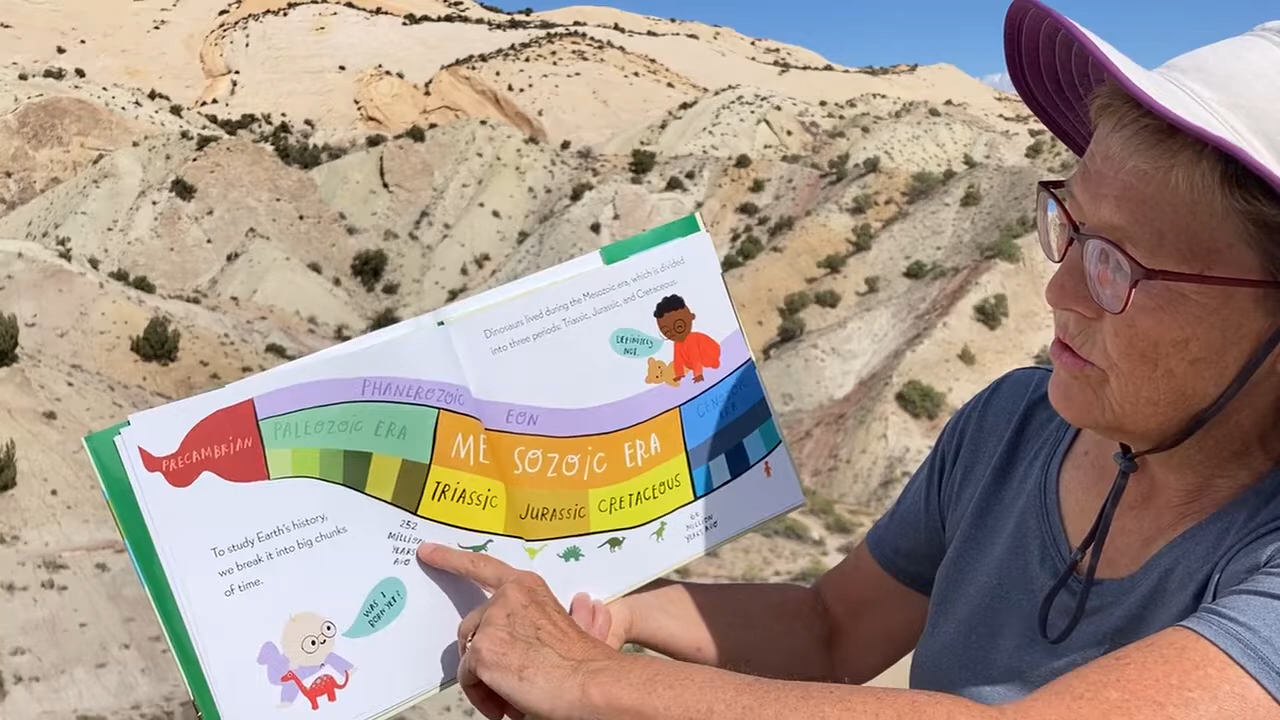 Dinosaurs lived during the Mesozoic era, which is divided
into three periods: Triassic, Jurassic, and Cretaceous.
DEFINITELY
NOT.
PHANEROZOIC EON
PRECAMBRIAN
PALEOZOIC ERA
MESOZOIC ERA
CENOZOIC
ERA
TRIASSIC
JURASSIC
CRETACEOUS
252
MILLION
YEARS
AGO
MILLION
YEARS AGO
To study Earth's history,
we break it into big chunks
of time.
WAS I
BORN YET?